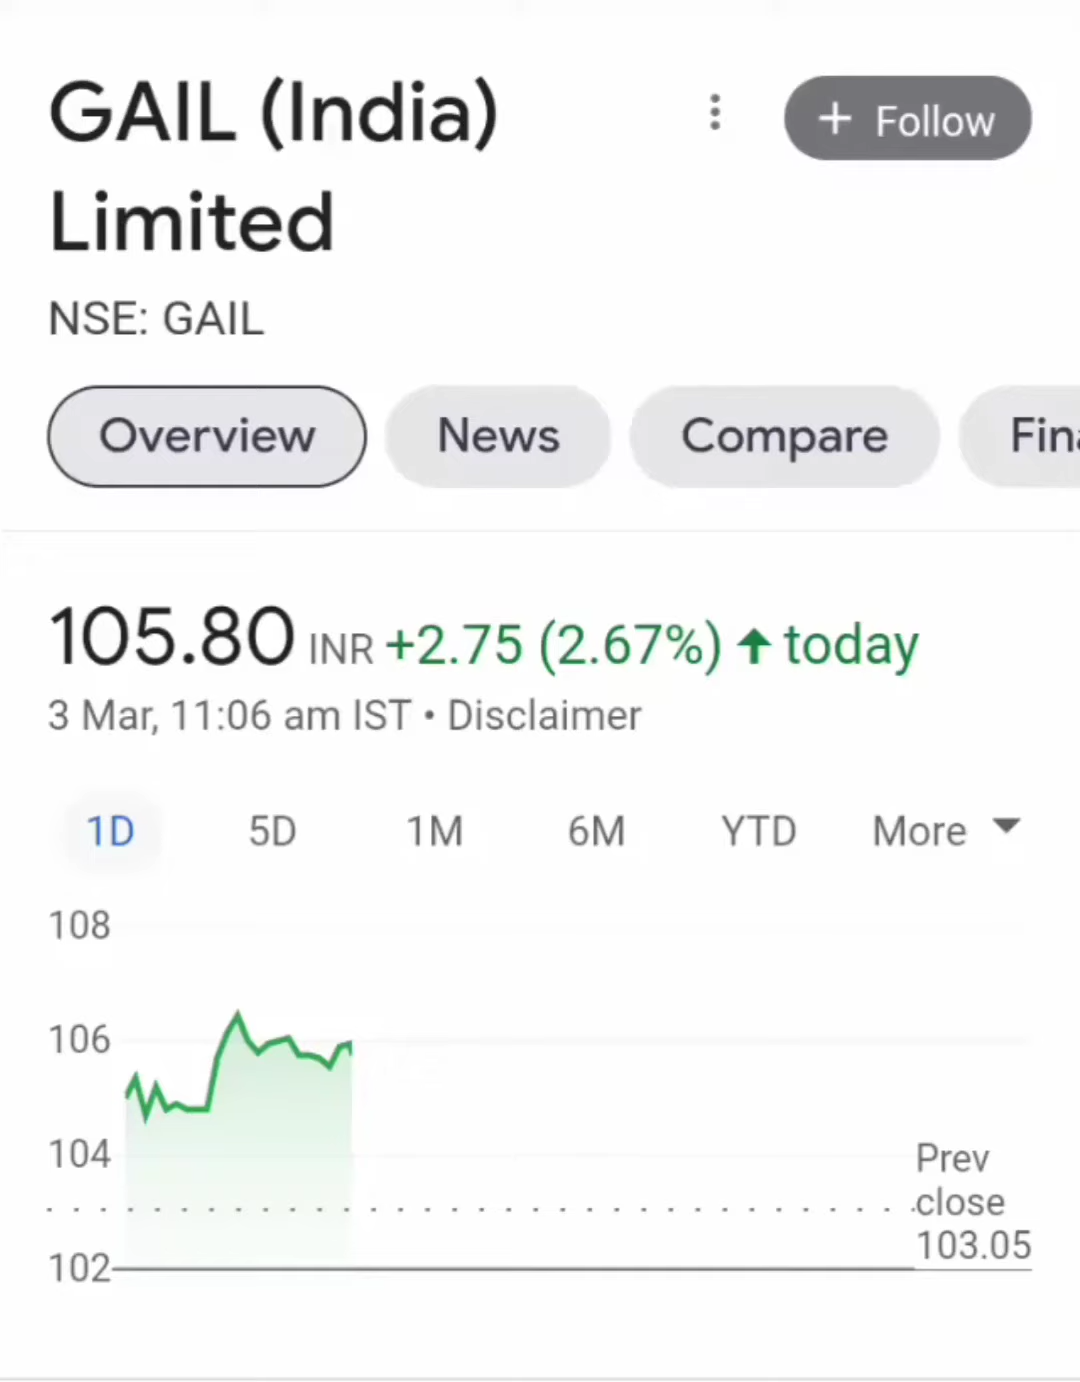 GAIL (India)
Limited
+ Follow
NSE: GAIL
Overview
News
Compare
Fin
105.80 INR +2.75 (2.67%) ↑ today
3 Mar, 11:06 am IST • Disclaimer
1D
5D
1M
6M
YTD
More
108
106
104
102
Prev
close
103.05